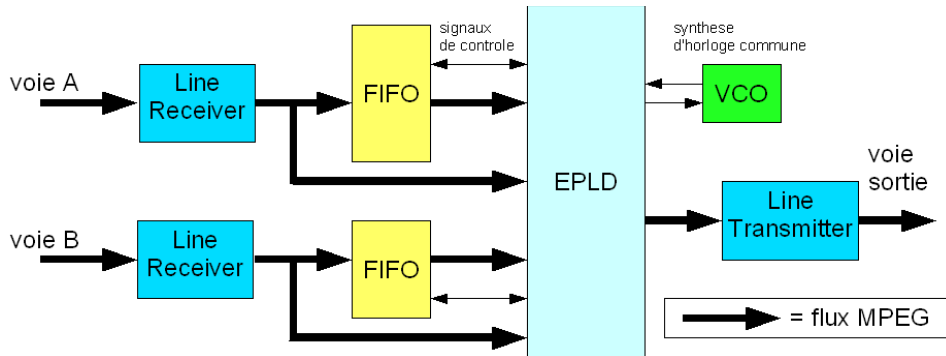 signaux
de controle
synthese
d'horloge commune
voie A
Line
Receiver
FIFO
VCO
EPLD
voie
sortie
Line
Transmitter
voie B
Line
Receiver
FIFO
= flux MPEG